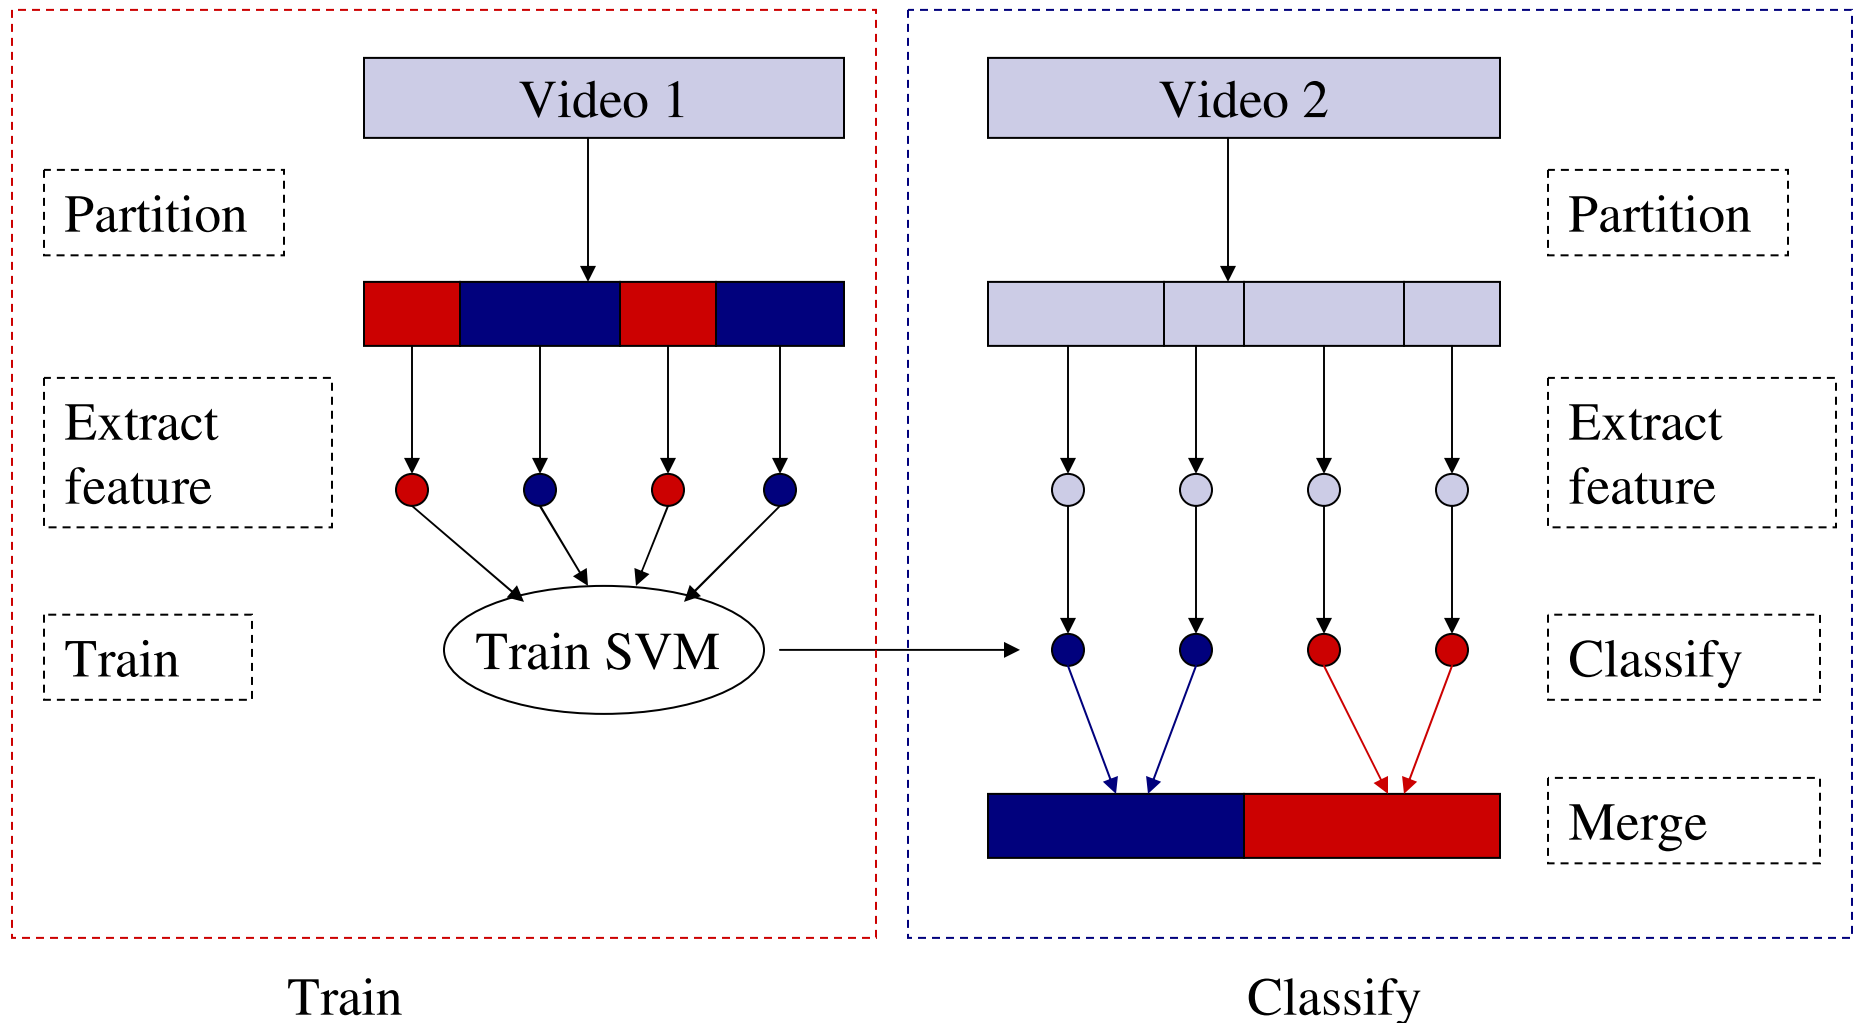 Video 1
Partition
Extract
feature
Train
Train SVM
Train
Video 2
Partition
Extract
feature
Classify
Merge
Classify